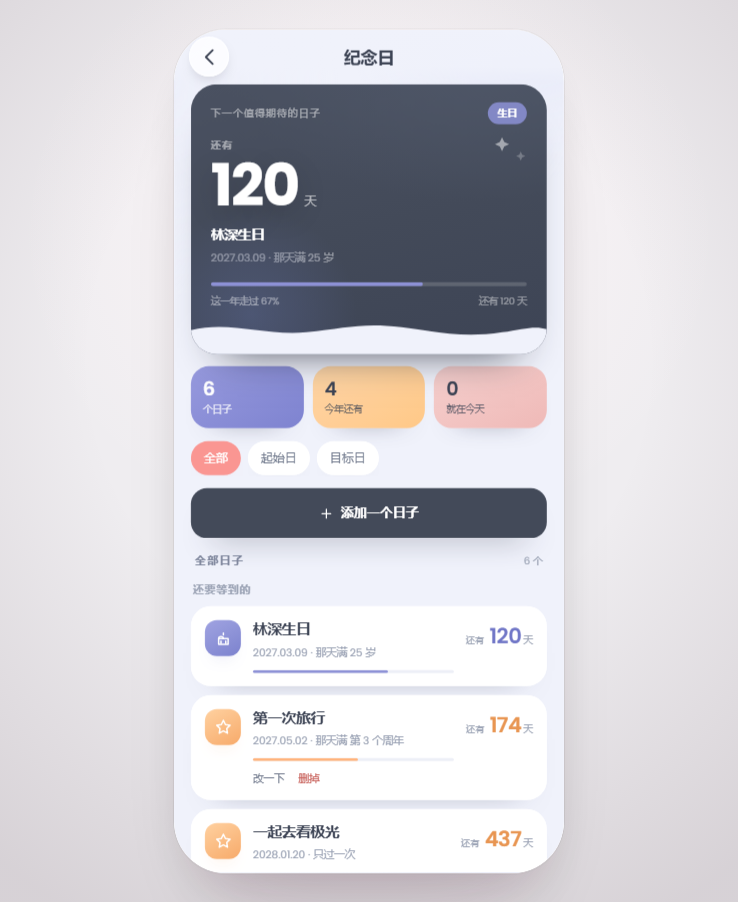 纪念日
下一个值得期待的日子
生日
还有
120 天
林深生日
2027.03.09 · 那天满 25 岁
这一年走过 67%
还有 120 天
6
个日子
4
今年还有
0
就在今天
全部
起始日
目标日
+ 添加一个日子
全部日子
6 个
还要等到的
林深生日
还有 120 天
2027.03.09 · 那天满 25 岁
第一次旅行
还有 174 天
2027.05.02 · 那天满 第 3 个周年
改一下 删掉
一起去看极光
还有 437 天
2028.01.20 · 只过一次